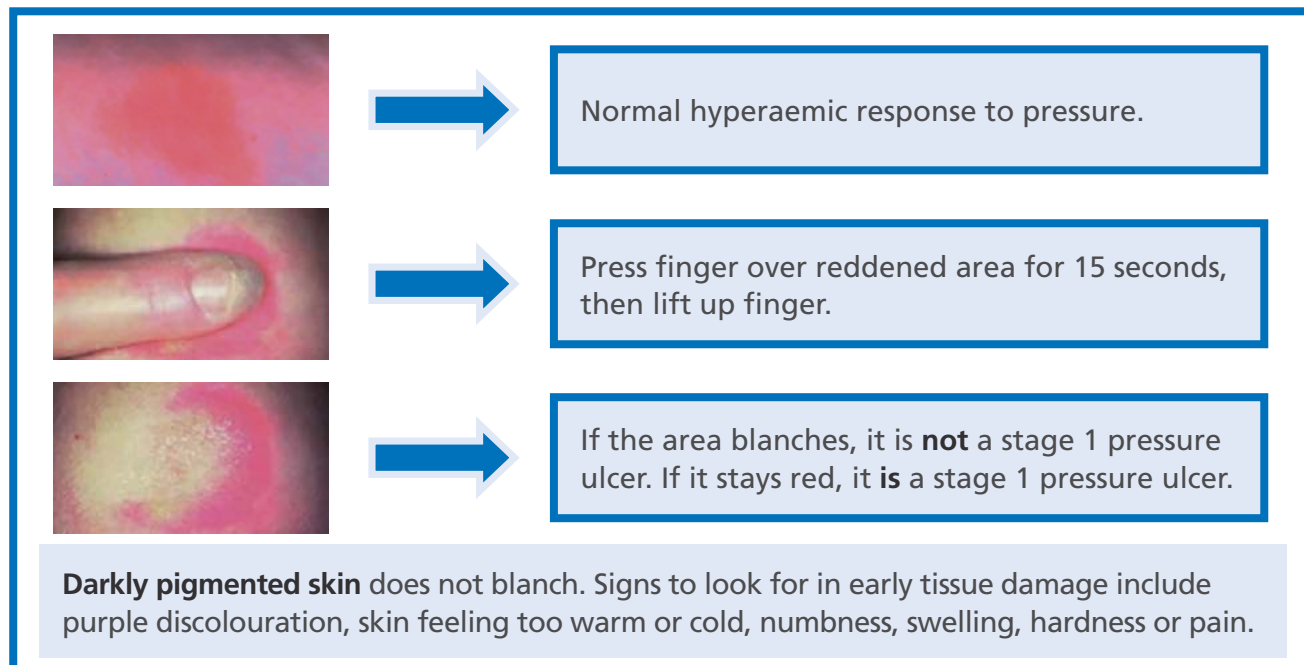 Normal hyperaemic response to pressure.
Press finger over reddened area for 15 seconds,
then lift up finger.
If the area blanches, it is not a stage 1 pressure
ulcer. If it stays red, it is a stage 1 pressure ulcer.
Darkly pigmented skin does not blanch. Signs to look for in early tissue damage include
purple discolouration, skin feeling too warm or cold, numbness, swelling, hardness or pain.